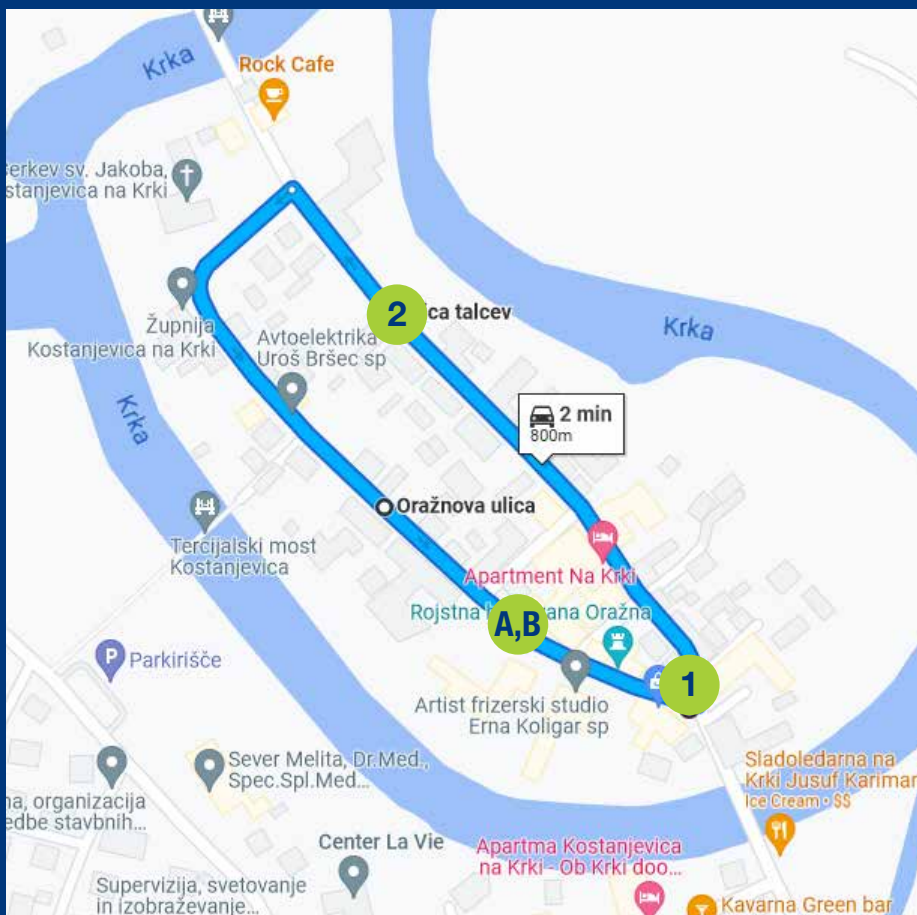 Krka
Rock Cafe
Cerkev sv. Jakoba,
stanjevica na Krki
2
ica talcev
Župnija
Kostanjevica na Krki
Avtoelektrika
Uroš Bršec sp
Krka
2 min
800m
Krka
Oražnova ulica
Tercijalski most
Kostanjevica
Apartment Na Krki
Rojstna h
ana Oražna
A,B
P
Parkirišče
1
Artist frizerski studio
Erna Koligar sp
Sever Melita, Dr.Med.,
Spec.Spl.Med...
Sladoledarna na
Krki Jusuf Kariman
Ice Cream • $$
na, organizacija
edbe stavbnih...
Center La Vie
Apartma Kostanjevica
na Krki - Ob Krki doo...
Supervizija, svetovanje
in izobraževanje...
Kavarna Green bar